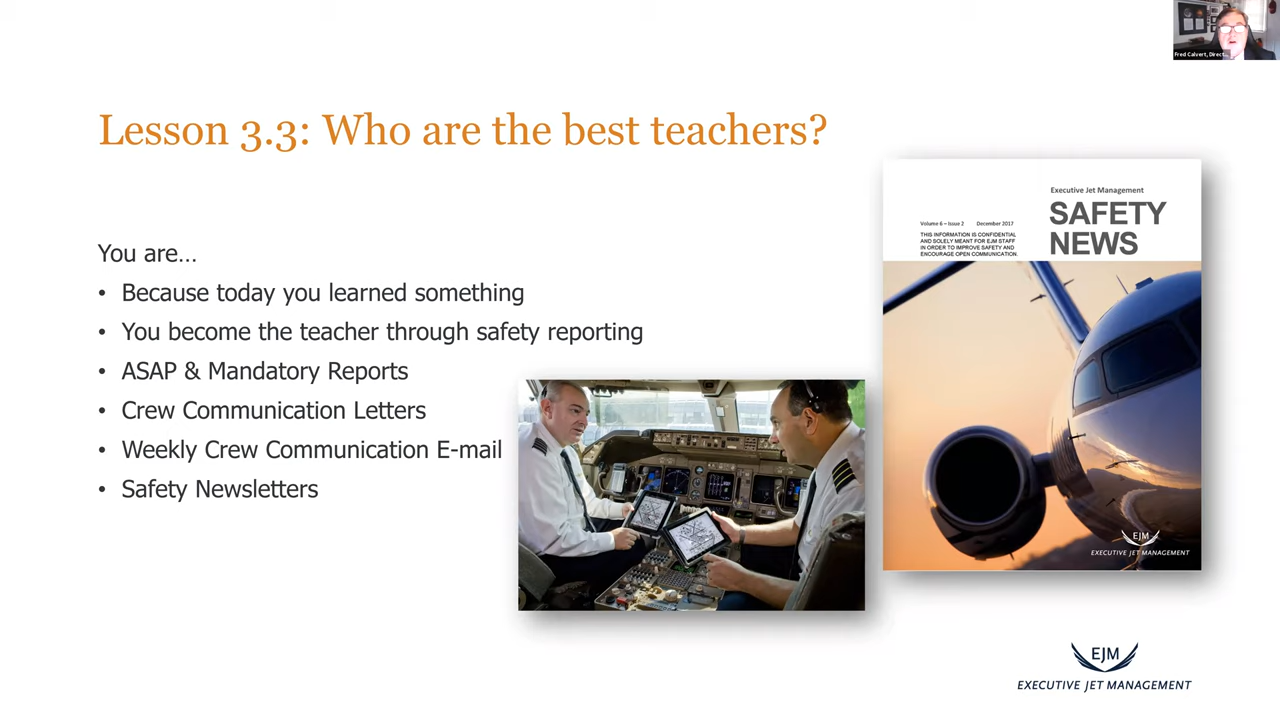 Fred Calvert, Direct...
Lesson 3.3: Who are the best teachers?
You are…
• Because today you learned something
• You become the teacher through safety reporting
• ASAP & Mandatory Reports
• Crew Communication Letters
• Weekly Crew Communication E-mail
• Safety Newsletters
Executive Jet Management
SAFETY
NEWS
Volume 6 – Issue 2 December 2017
THIS INFORMATION IS CONFIDENTIAL
AND SOLELY MEANT FOR EJM STAFF
IN ORDER TO IMPROVE SAFETY AND
ENCOURAGE OPEN COMMUNICATION.
EJM
EXECUTIVE JET MANAGEMENT
EJM
EXECUTIVE JET MANAGEMENT